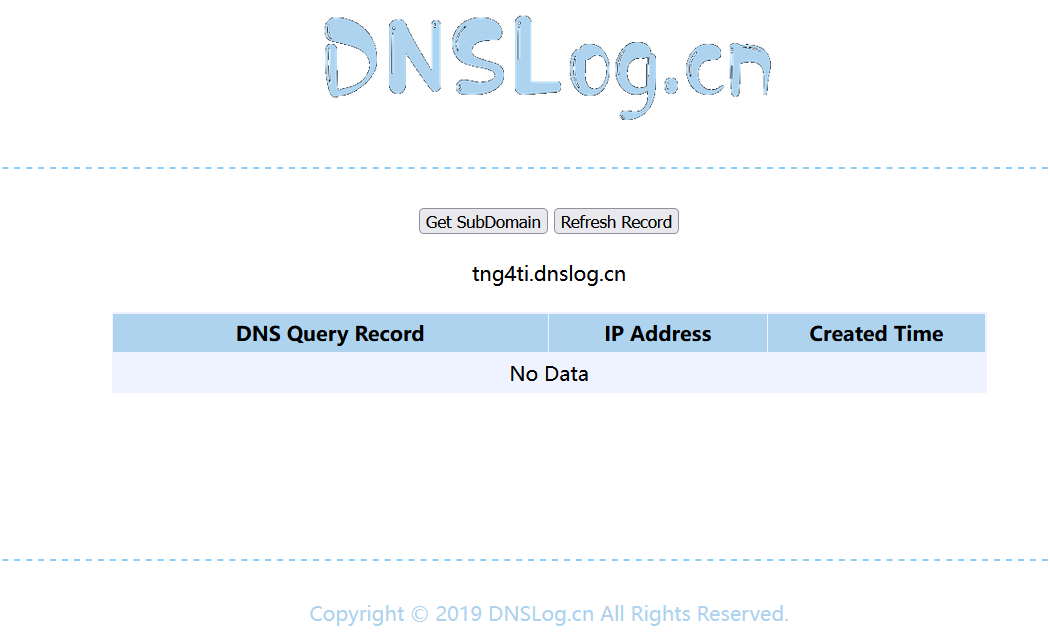 DNSLog.cn
Get SubDomain Refresh Record
tng4ti.dnslog.cn
DNS Query Record IP Address Created Time
No Data
Copyright © 2019 DNSLog.cn All Rights Reserved.